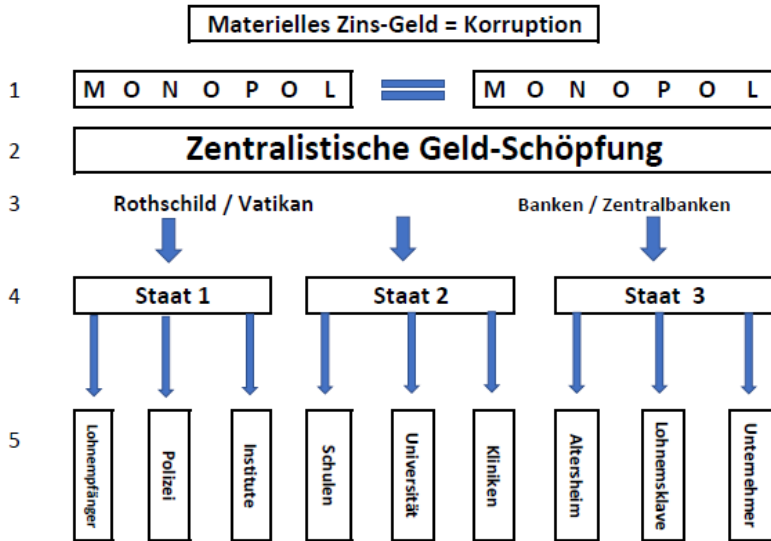 Materielles Zins-Geld = Korruption
1 M O N O P O L M O N O P O L
2 Zentralistische Geld-Schöpfung
3 Rothschild / Vatikan Banken / Zentralbanken
4 Staat 1 Staat 2 Staat 3
5 Lohnempfänger Polizei Institute Schulen Universität Kliniken Altersheim Lohnemsklave Unternehmer